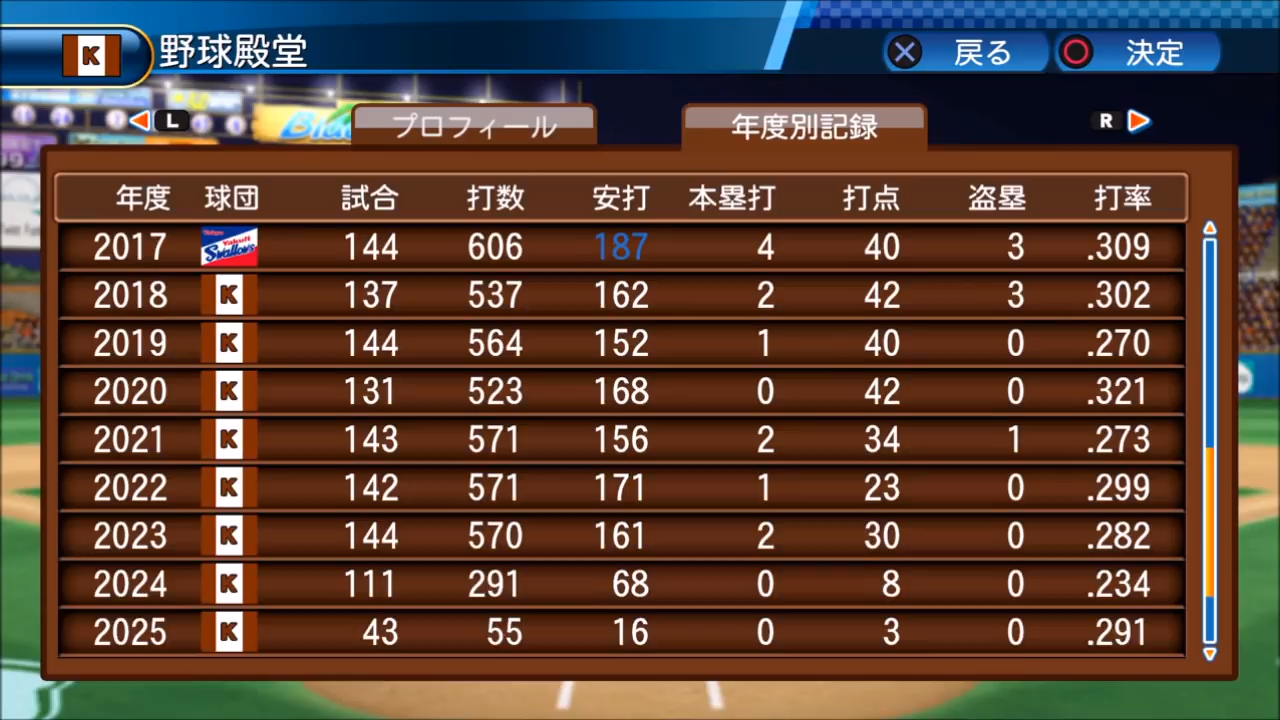 K 野球殿堂 戻る 決定
L プロフィール 年度別記録 R
年度 球団 試合 打数 安打 本塁打 打点 盗塁 打率
2017 Tokyo Yakult Swallows 144 606 187 4 40 3 .309
2018 K 137 537 162 2 42 3 .302
2019 K 144 564 152 1 40 0 .270
2020 K 131 523 168 0 42 0 .321
2021 K 143 571 156 2 34 1 .273
2022 K 142 571 171 1 23 0 .299
2023 K 144 570 161 2 30 0 .282
2024 K 111 291 68 0 8 0 .234
2025 K 43 55 16 0 3 0 .291